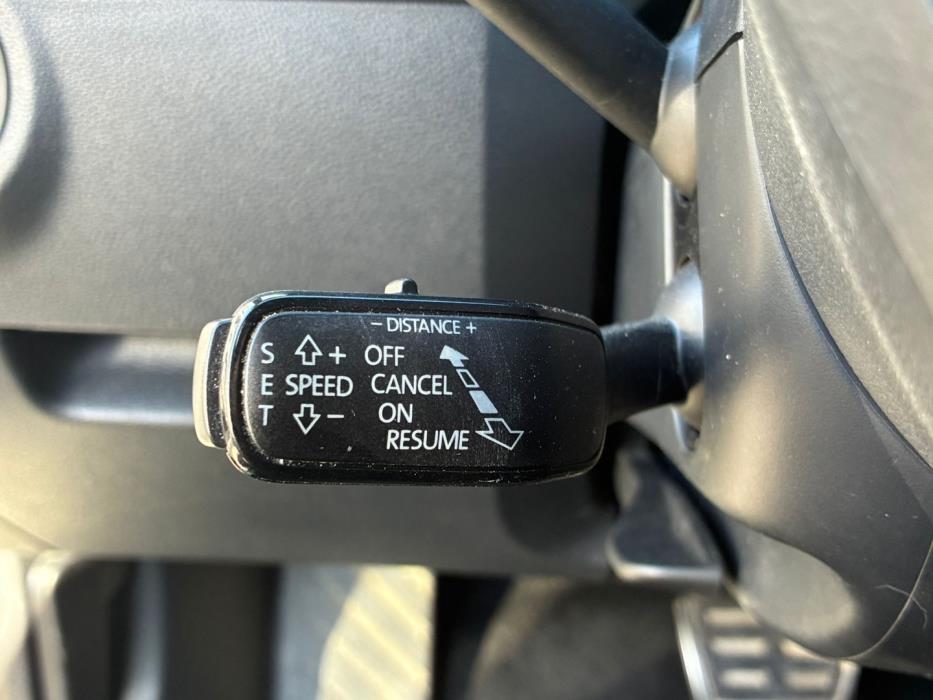 - DISTANCE +
S + OFF
E SPEED CANCEL
T - ON
RESUME